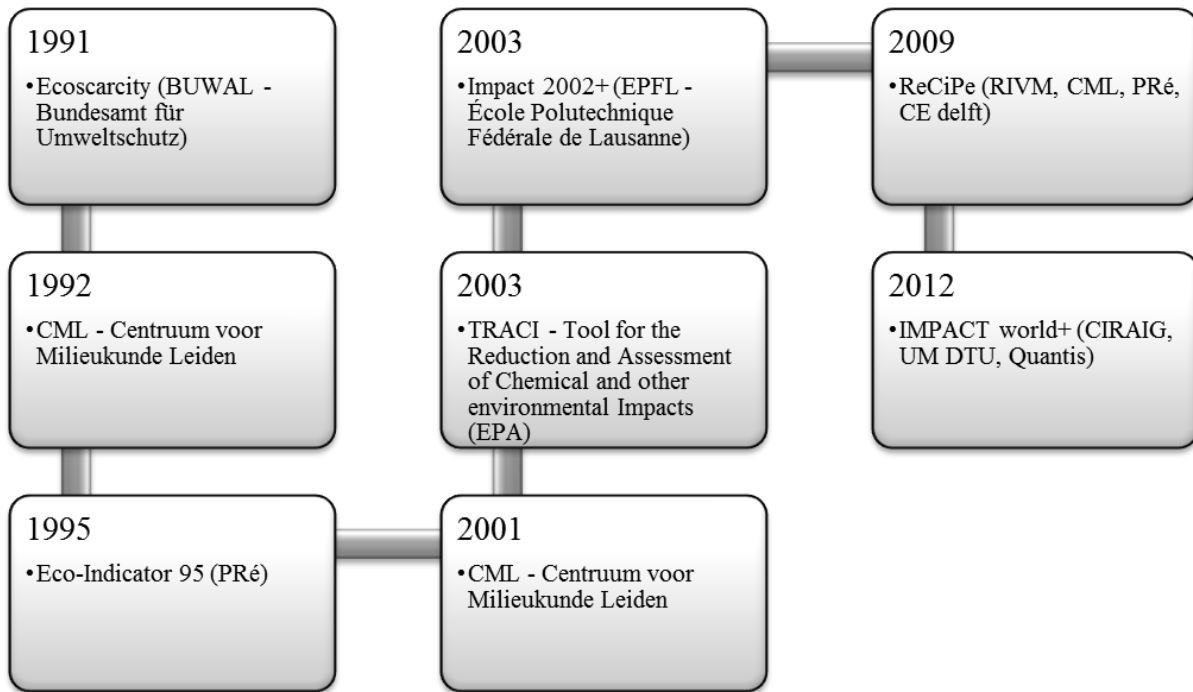 1991
•Ecoscarcity (BUWAL -
Bundesamt für
Umweltschutz)
1992
•CML - Centruum voor
Milieukunde Leiden
1995
•Eco-Indicator 95 (PRé)
2001
•CML - Centruum voor
Milieukunde Leiden
2003
•TRACI - Tool for the
Reduction and Assessment
of Chemical and other
environmental Impacts
(EPA)
2003
•Impact 2002+ (EPFL -
École Polutechnique
Fédérale de Lausanne)
2009
•ReCiPe (RIVM, CML, PRé,
CE delft)
2012
•IMPACT world+ (CIRAIG,
UM DTU, Quantis)